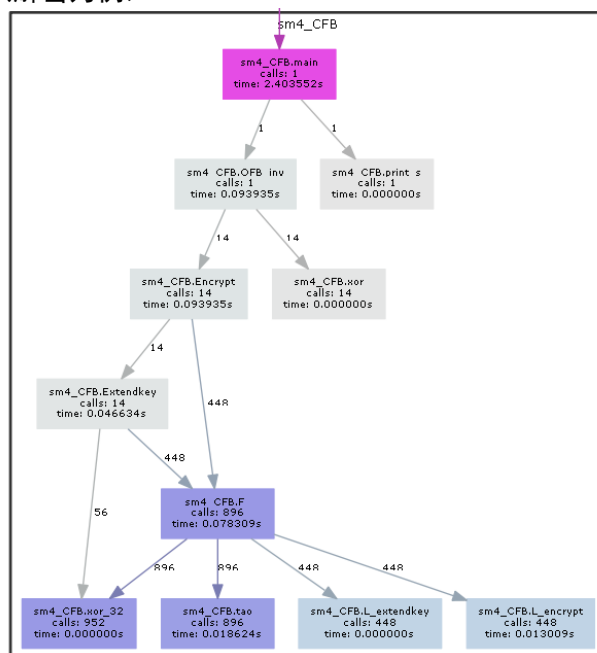 sm4_CFB
sm4_CFB.main
calls: 1
time: 2.403552s
1
1
sm4_CFB.OFB_inv
calls: 1
time: 0.093935s
sm4_CFB.print_s
calls: 1
time: 0.000000s
14
14
sm4_CFB.Encrypt
calls: 14
time: 0.093935s
sm4_CFB.xor
calls: 14
time: 0.000000s
14
448
sm4_CFB.Extendkey
calls: 14
time: 0.046634s
448
56
sm4_CFB.F
calls: 896
time: 0.078309s
896
896
448
448
sm4_CFB.xor_32
calls: 952
time: 0.000000s
sm4_CFB.tao
calls: 896
time: 0.018624s
sm4_CFB.L_extendkey
calls: 448
time: 0.000000s
sm4_CFB.L_encrypt
calls: 448
time: 0.013009s